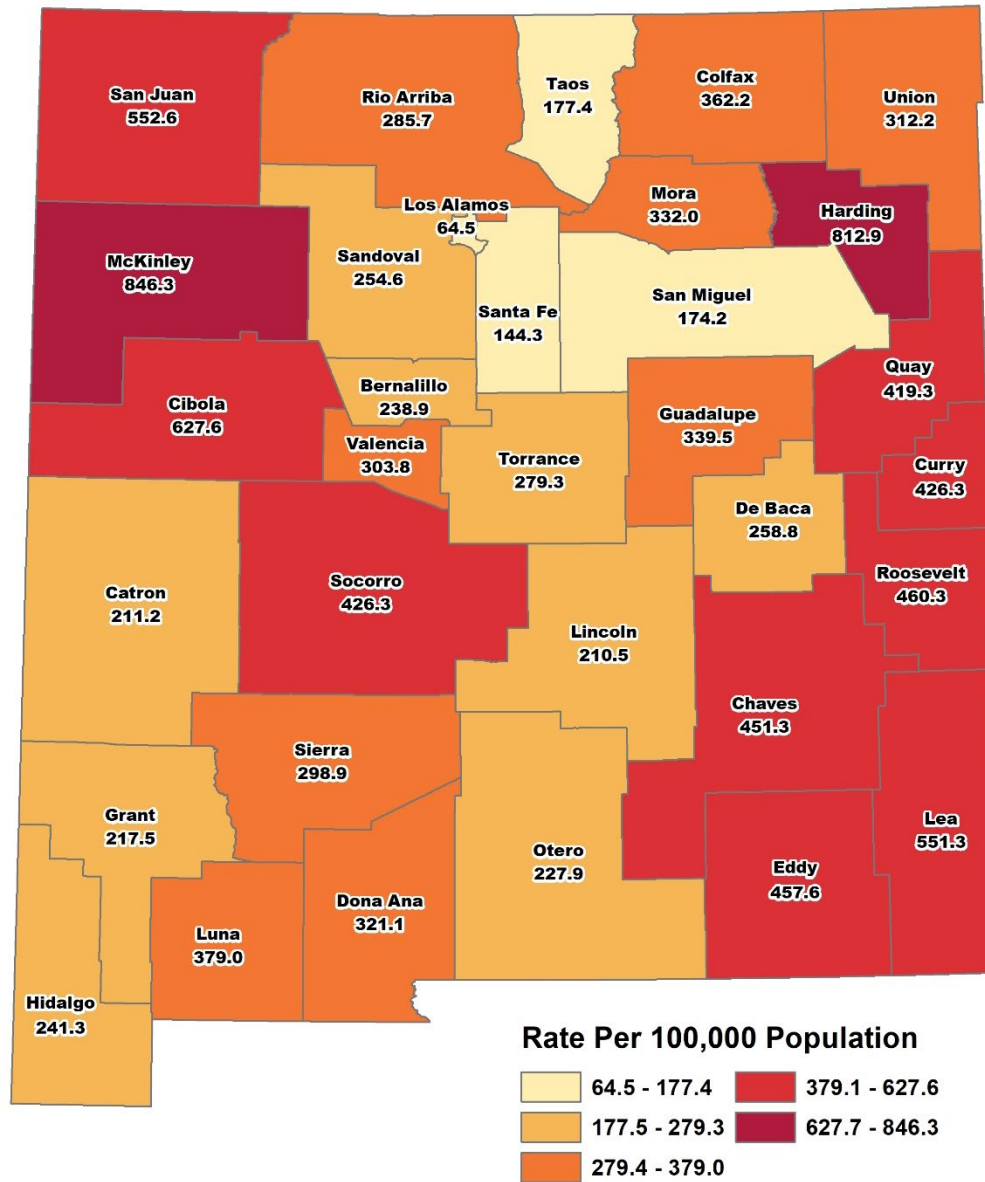 San Juan
552.6
Rio Arriba
285.7
Taos
177.4
Colfax
362.2
Union
312.2
Los Alamos
64.5
Mora
332.0
Harding
812.9
McKinley
846.3
Sandoval
254.6
Santa Fe
144.3
San Miguel
174.2
Quay
419.3
Cibola
627.6
Bernalillo
238.9
Valencia
303.8
Torrance
279.3
Guadalupe
339.5
Curry
426.3
De Baca
258.8
Catron
211.2
Socorro
426.3
Roosevelt
460.3
Lincoln
210.5
Chaves
451.3
Sierra
298.9
Grant
217.5
Otero
227.9
Lea
551.3
Eddy
457.6
Dona Ana
321.1
Luna
379.0
Hidalgo
241.3
Rate Per 100,000 Population
64.5 - 177.4
177.5 - 279.3
279.4 - 379.0
379.1 - 627.6
627.7 - 846.3